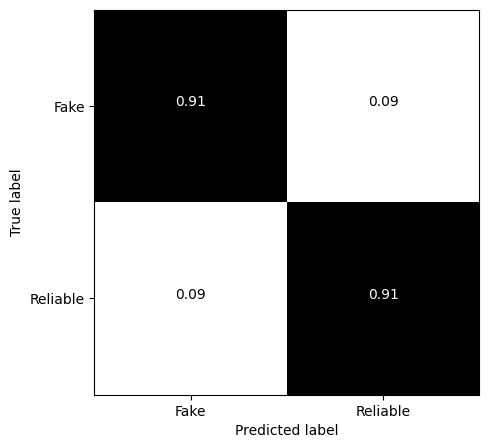 Fake
0.91
0.09
True label
Reliable
0.09
0.91
Fake
Reliable
Predicted label